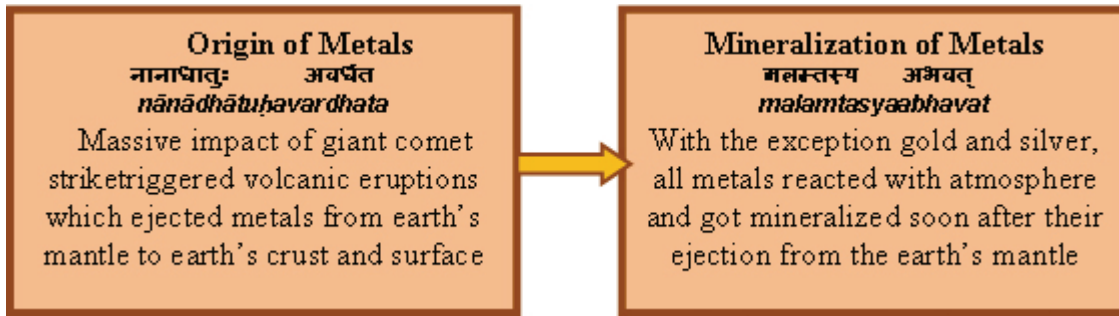 Origin of Metals
नानाधातुः अवर्धत
nānādhātuḥavardhata
Massive impact of giant comet
striketriggered volcanic eruptions
which ejected metals from earth’s
mantle to earth’s crust and surface
Mineralization of Metals
मलमस्तस्य अभवत्
malamtasyaabhavat
With the exception gold and silver,
all metals reacted with atmosphere
and got mineralized soon after their
ejection from the earth’s mantle